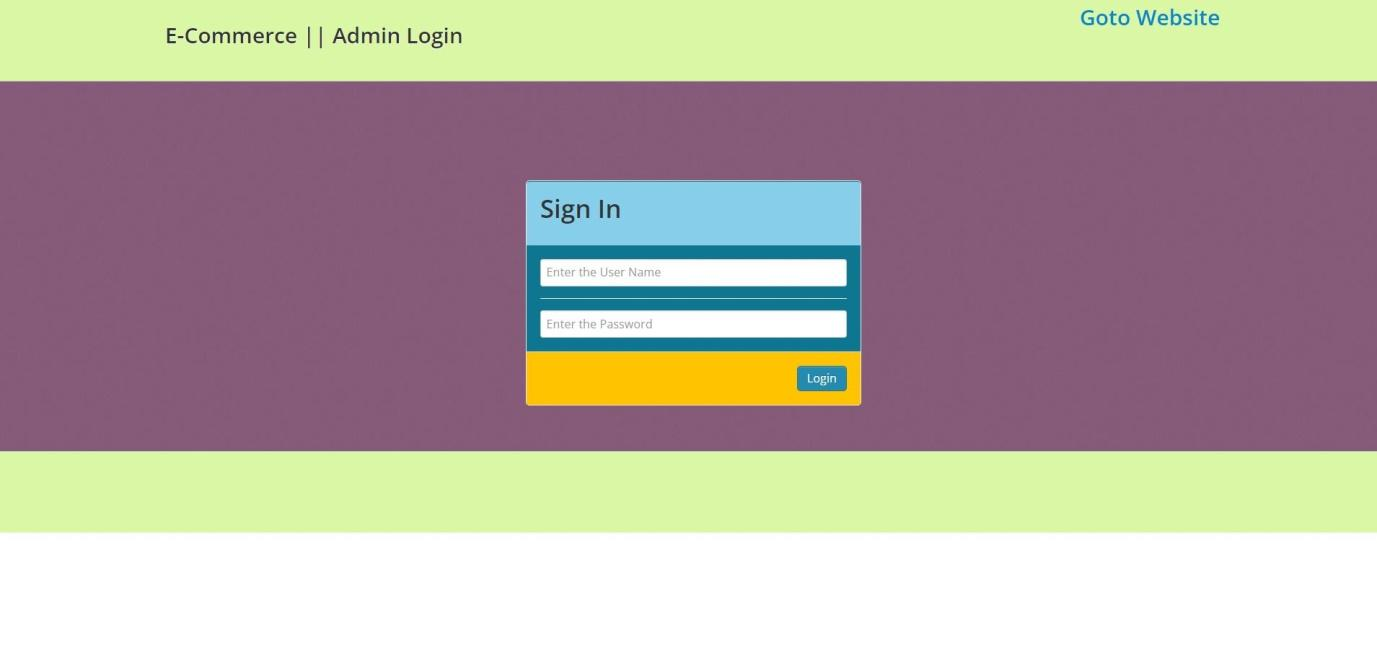 Goto Website
E-Commerce || Admin Login
Sign In
Enter the User Name
Enter the Password
Login